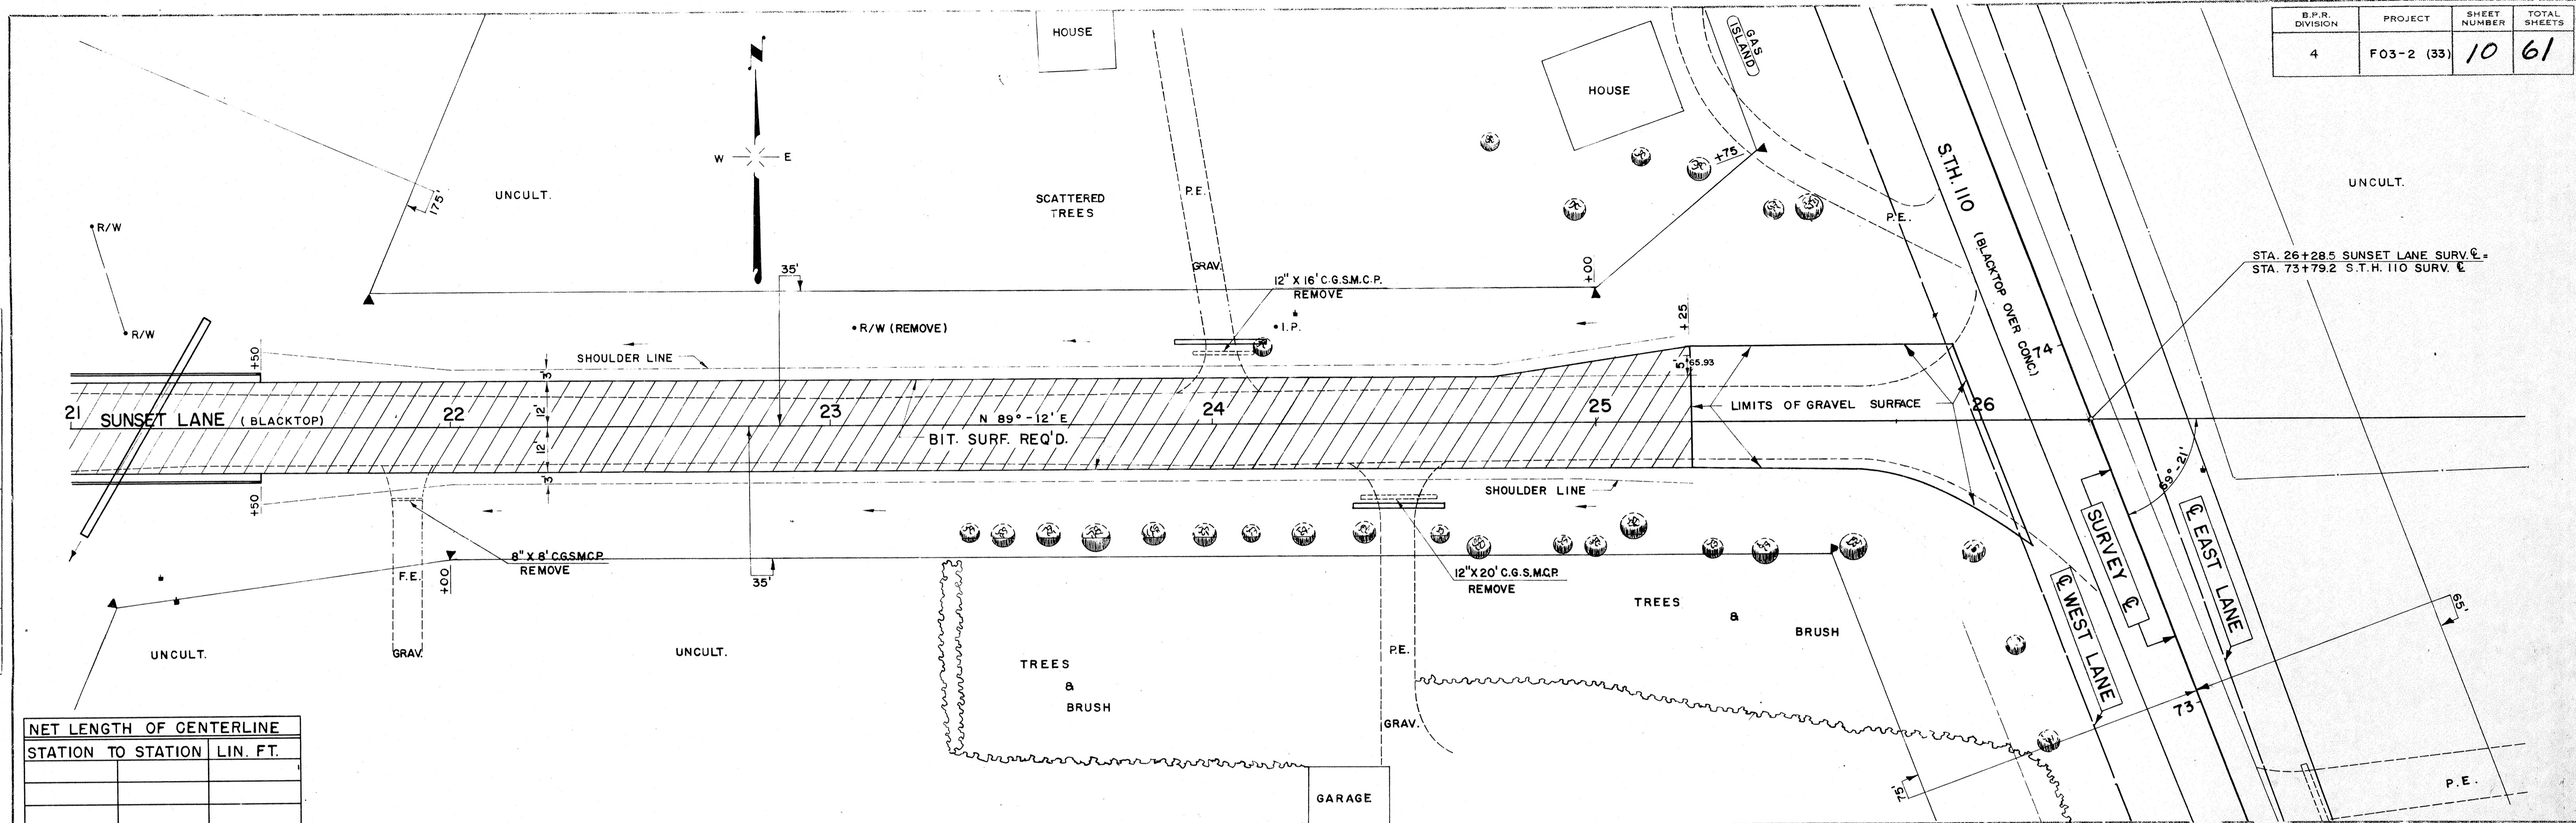 B.P.R. DIVISION
PROJECT
SHEET NUMBER
TOTAL SHEETS
4
F03-2 (33)
10
61
HOUSE
GAS ISLAND
HOUSE
N
W
E
UNCULT.
175'
R/W
R/W
SCATTERED
TREES
P.E.
GRAV.
+75
P.E.
S.T.H. 110 (BLACKTOP OVER CONC.)
UNCULT.
STA. 26+28.5 SUNSET LANE SURV. ℄ =
STA. 73+79.2 S.T.H. 110 SURV. ℄
35'
12" X 16' C.G.S.M.C.P.
REMOVE
+00
R/W (REMOVE)
I.P.
+25
+50
SHOULDER LINE
3'
5'
65.93
74
21
SUNSET LANE (BLACKTOP)
22
12'
23
N 89°-12' E
24
25
LIMITS OF GRAVEL SURFACE
26
12'
BIT. SURF. REQ'D.
3'
+50
SHOULDER LINE
69°-21'
SURVEY ℄
℄ EAST LANE
℄ WEST LANE
8" X 8' C.G.S.M.C.P.
REMOVE
F.E.
+00
35'
12" X 20' C.G.S.M.C.P.
REMOVE
TREES
&
BRUSH
65'
UNCULT.
GRAV.
UNCULT.
TREES
&
BRUSH
P.E.
GRAV.
73
75'
P.E.
GARAGE
NET LENGTH OF CENTERLINE
STATION TO STATION
LIN. FT.